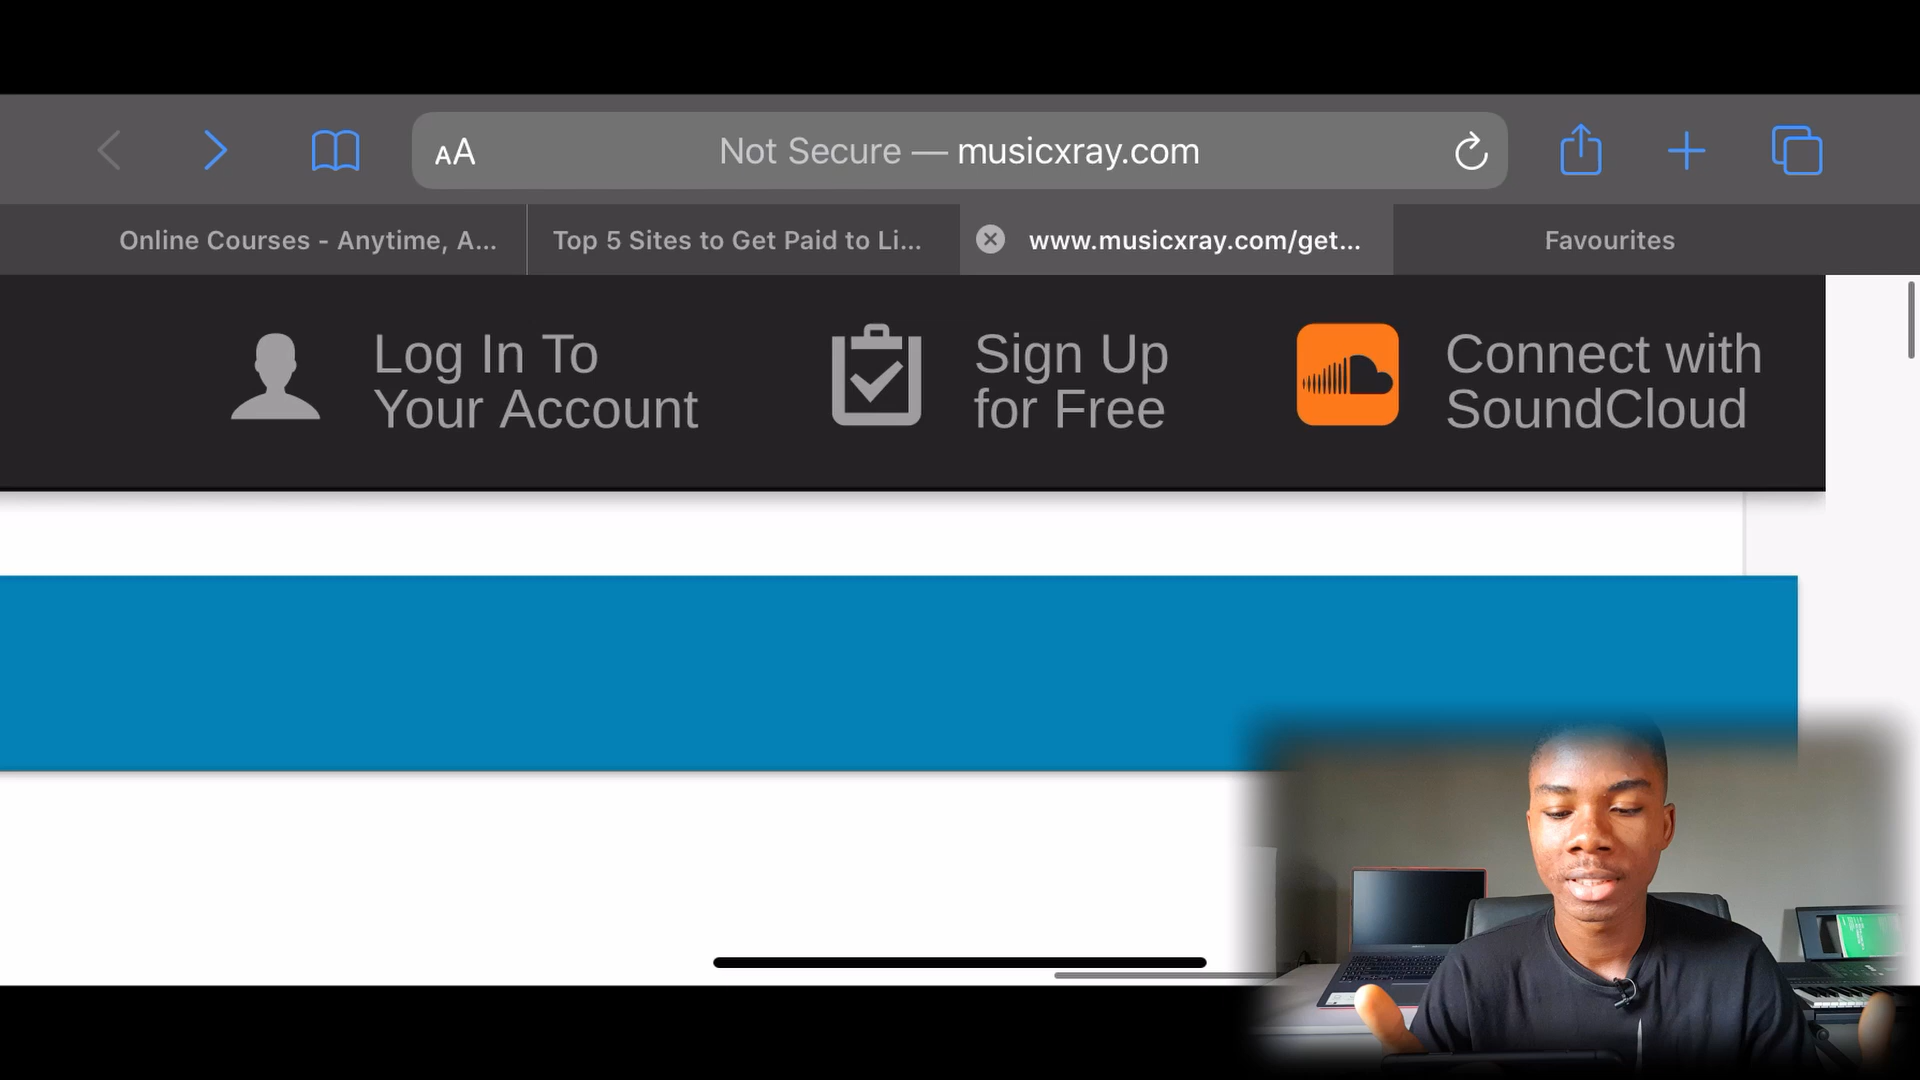 AA
Not Secure — musicxray.com
Online Courses - Anytime, A...
Top 5 Sites to Get Paid to Li...
www.musicxray.com/get...
Favourites
Log In To
Your Account
Sign Up
for Free
Connect with
SoundCloud